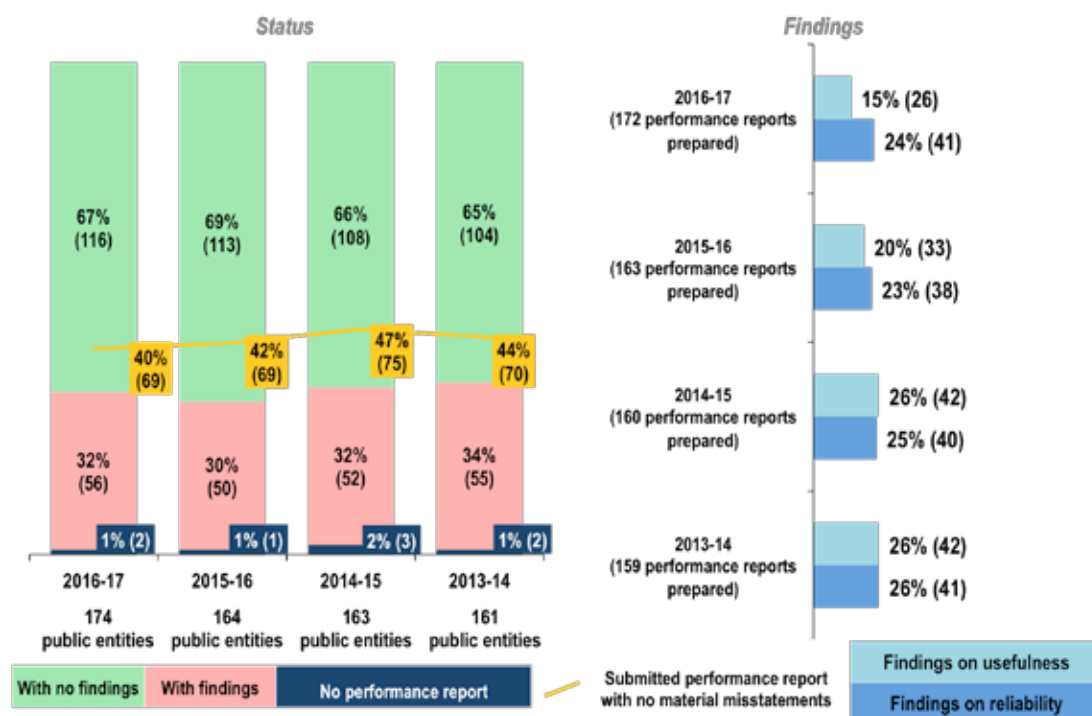 Status
67%
(116)
69%
(113)
66%
(108)
65%
(104)
40%
(69)
42%
(69)
47%
(75)
44%
(70)
32%
(56)
30%
(50)
32%
(52)
34%
(55)
1% (2)
1% (1)
2% (3)
1% (2)
2016-17
2015-16
2014-15
2013-14
174
public entities
164
public entities
163
public entities
161
public entities
With no findings
With findings
No performance report
Submitted performance report
with no material misstatements
Findings
2016-17
(172 performance reports
prepared)
15% (26)
24% (41)
2015-16
(163 performance reports
prepared)
20% (33)
23% (38)
2014-15
(160 performance reports
prepared)
26% (42)
25% (40)
2013-14
(159 performance reports
prepared)
26% (42)
26% (41)
Findings on usefulness
Findings on reliability